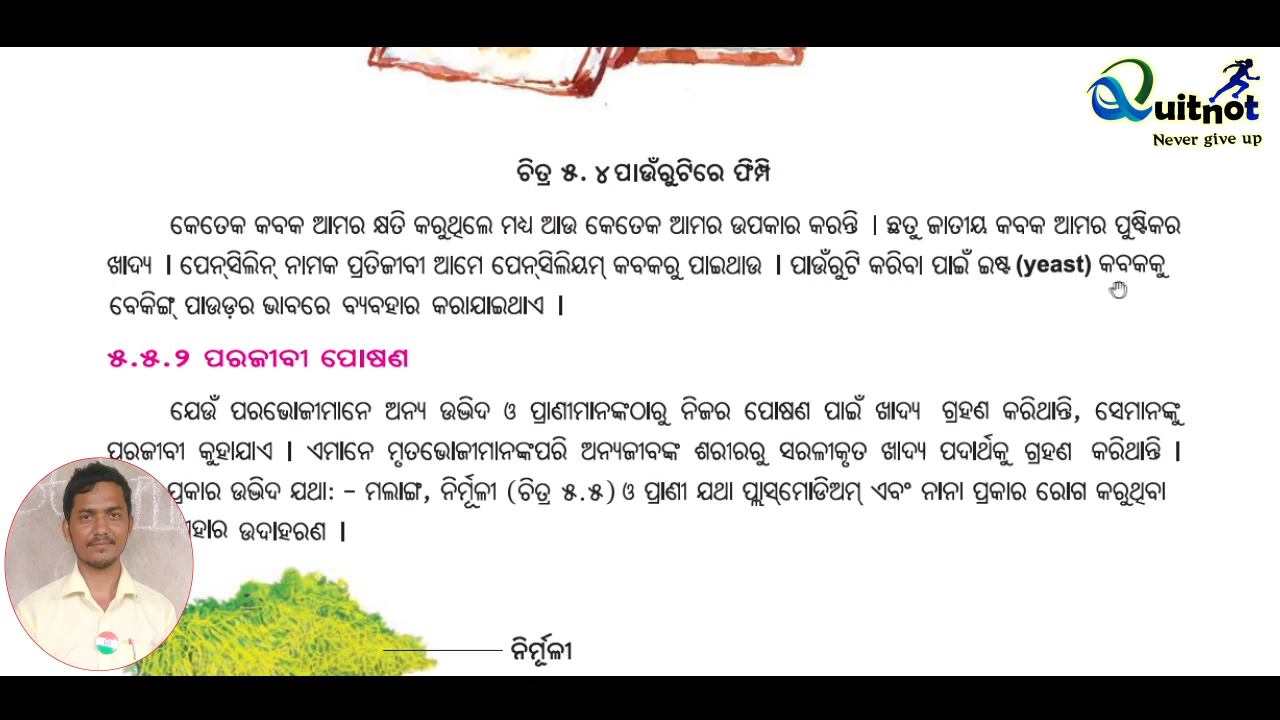 Quitnot
Never give up
ଚିତ୍ର ୫.୪ ପାଉଁରୁଟିରେ ଫିମ୍ପି
କେତେକ କବକ ଆମର କ୍ଷତି କରୁଥିଲେ ମଧ୍ୟ ଆଉ କେତେକ ଆମର ଉପକାର କରନ୍ତି । ଛତୁ ଜାତୀୟ କବକ ଆମର ପୁଷ୍ଟିକର
ଖାଦ୍ୟ । ପେନ୍‌ସିଲିନ୍ ନାମକ ପ୍ରତିଜୀବୀ ଆମେ ପେନ୍‌ସିଲିୟମ୍ କବକରୁ ପାଇଥାଉ । ପାଉଁରୁଟି କରିବା ପାଇଁ ଇଷ୍ଟ (yeast) କବକକୁ
ବେକିଙ୍ଗ୍ ପାଉଡ଼ର ଭାବରେ ବ୍ୟବହାର କରାଯାଇଥାଏ ।
୫.୫.୨ ପରଜୀବୀ ପୋଷଣ
ଯେଉଁ ପରଭୋଜୀମାନେ ଅନ୍ୟ ଉଦ୍ଭିଦ ଓ ପ୍ରାଣୀମାନଙ୍କଠାରୁ ନିଜର ପୋଷଣ ପାଇଁ ଖାଦ୍ୟ ଗ୍ରହଣ କରିଥାନ୍ତି, ସେମାନଙ୍କୁ
ପରଜୀବୀ କୁହାଯାଏ । ଏମାନେ ମୃତଭୋଜୀମାନଙ୍କପରି ଅନ୍ୟଜୀବଙ୍କ ଶରୀରରୁ ସରଳୀକୃତ ଖାଦ୍ୟ ପଦାର୍ଥକୁ ଗ୍ରହଣ କରିଥାନ୍ତି ।
ପ୍ରକାର ଉଦ୍ଭିଦ ଯଥା: – ମଲାଙ୍ଗ, ନିର୍ମୂଳୀ (ଚିତ୍ର ୫.୫) ଓ ପ୍ରାଣୀ ଯଥା ପ୍ଲାସ୍‌ମୋଡିଅମ୍ ଏବଂ ନାନା ପ୍ରକାର ରୋଗ କରୁଥିବା
ଉଦାହରଣ ।
ନିର୍ମୂଳୀ